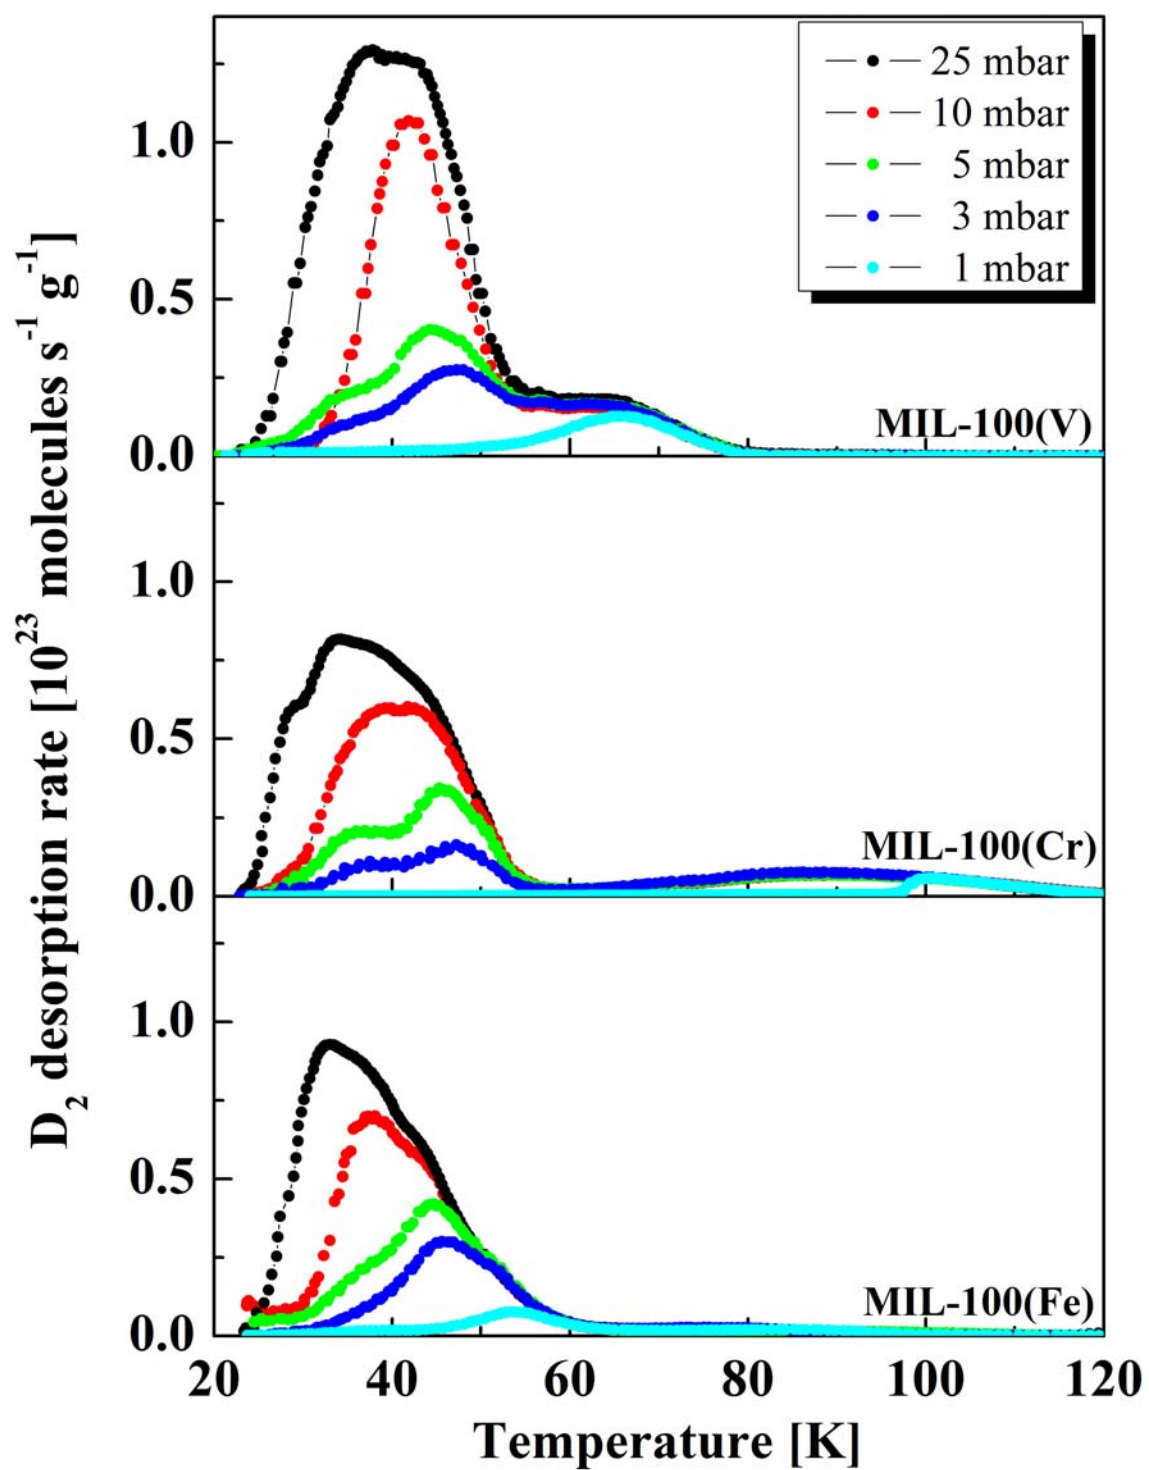 25 mbar
10 mbar
5 mbar
3 mbar
1 mbar
1.0
0.5
0.0
MIL-100(V)
1.0
0.5
0.0
MIL-100(Cr)
1.0
0.5
0.0
MIL-100(Fe)
20 40 60 80 100 120
Temperature [K]
D₂ desorption rate [10²³ molecules s⁻¹ g⁻¹]